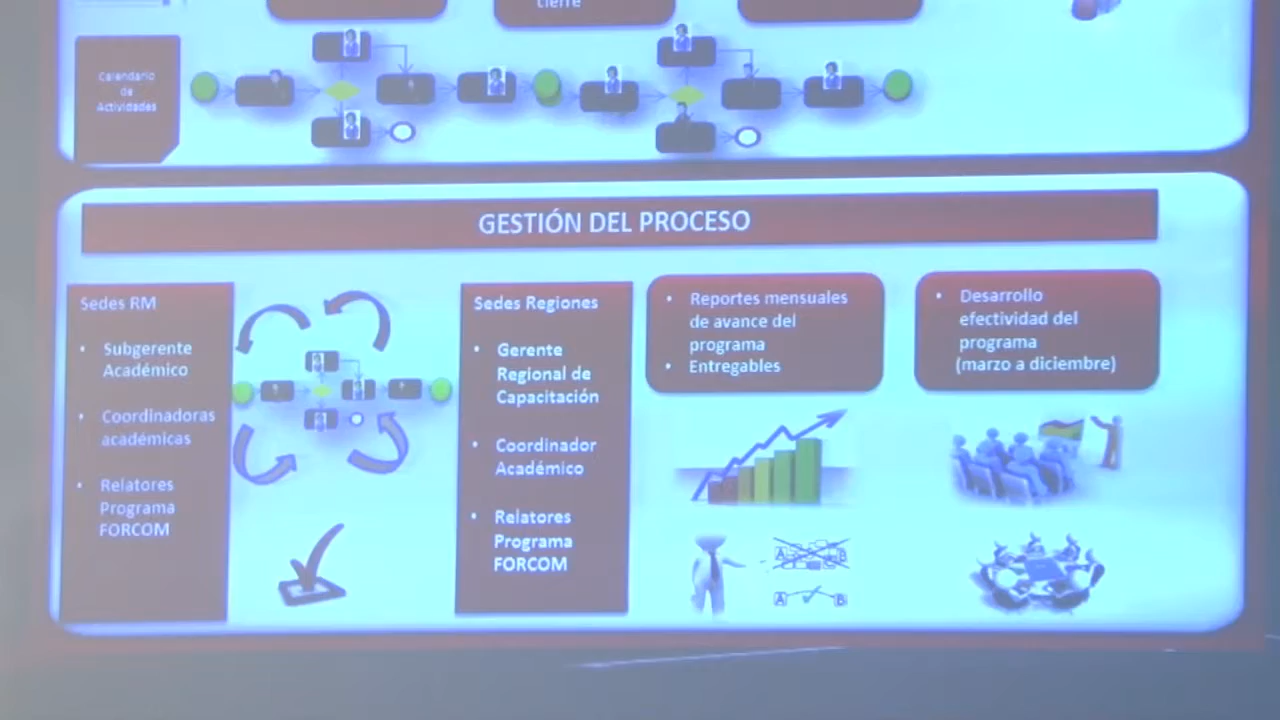 cierre
Calendario
de
Actividades
GESTIÓN DEL PROCESO
Sedes RM
• Subgerente
Académico
• Coordinadoras
académicas
• Relatores
Programa
FORCOM
Sedes Regiones
• Gerente
Regional de
Capacitación
• Coordinador
Académico
• Relatores
Programa
FORCOM
• Reportes mensuales
de avance del
programa
• Entregables
• Desarrollo
efectividad del
programa
(marzo a diciembre)
A B
A B